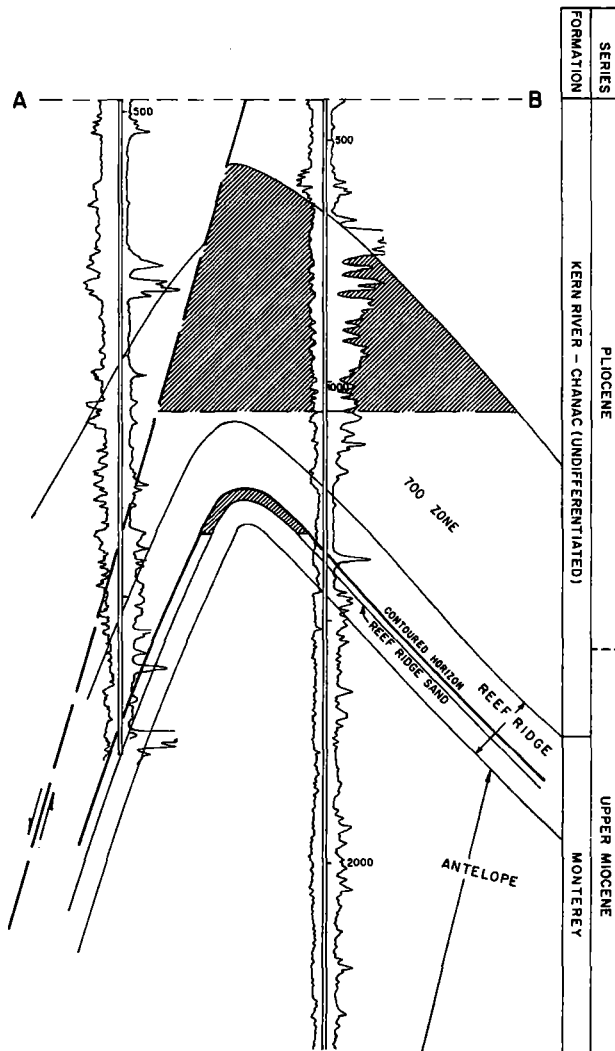 FORMATION
SERIES
A
B
500
500
KERN RIVER – CHANAC (UNDIFFERENTIATED)
PLIOCENE
700 ZONE
CONTOURED HORIZON
REEF RIDGE SAND
REEF RIDGE
UPPER MIOCENE
MONTEREY
2000
ANTELOPE